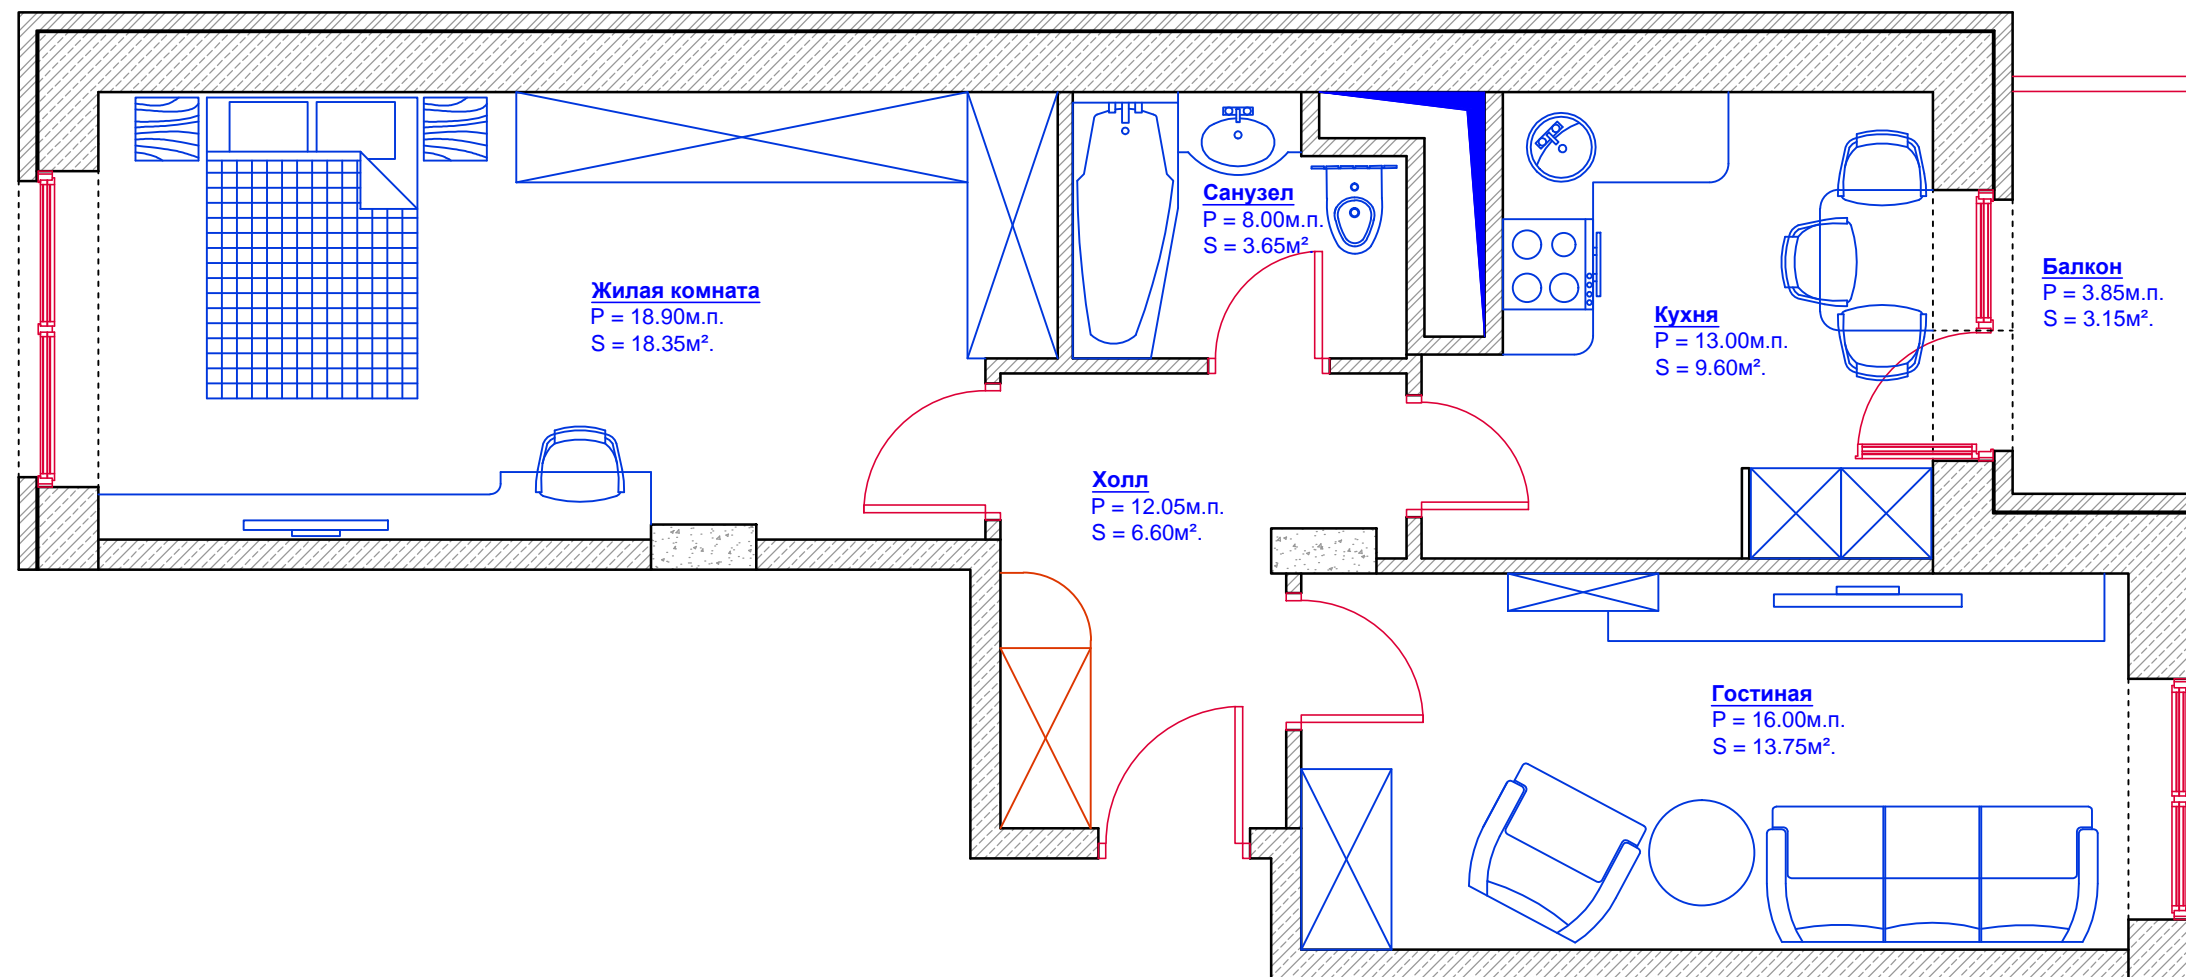 Санузел
P = 8.00м.п.
S = 3.65м².
Жилая комната
P = 18.90м.п.
S = 18.35м².
Кухня
P = 13.00м.п.
S = 9.60м².
Балкон
P = 3.85м.п.
S = 3.15м².
Холл
P = 12.05м.п.
S = 6.60м².
Гостиная
P = 16.00м.п.
S = 13.75м².